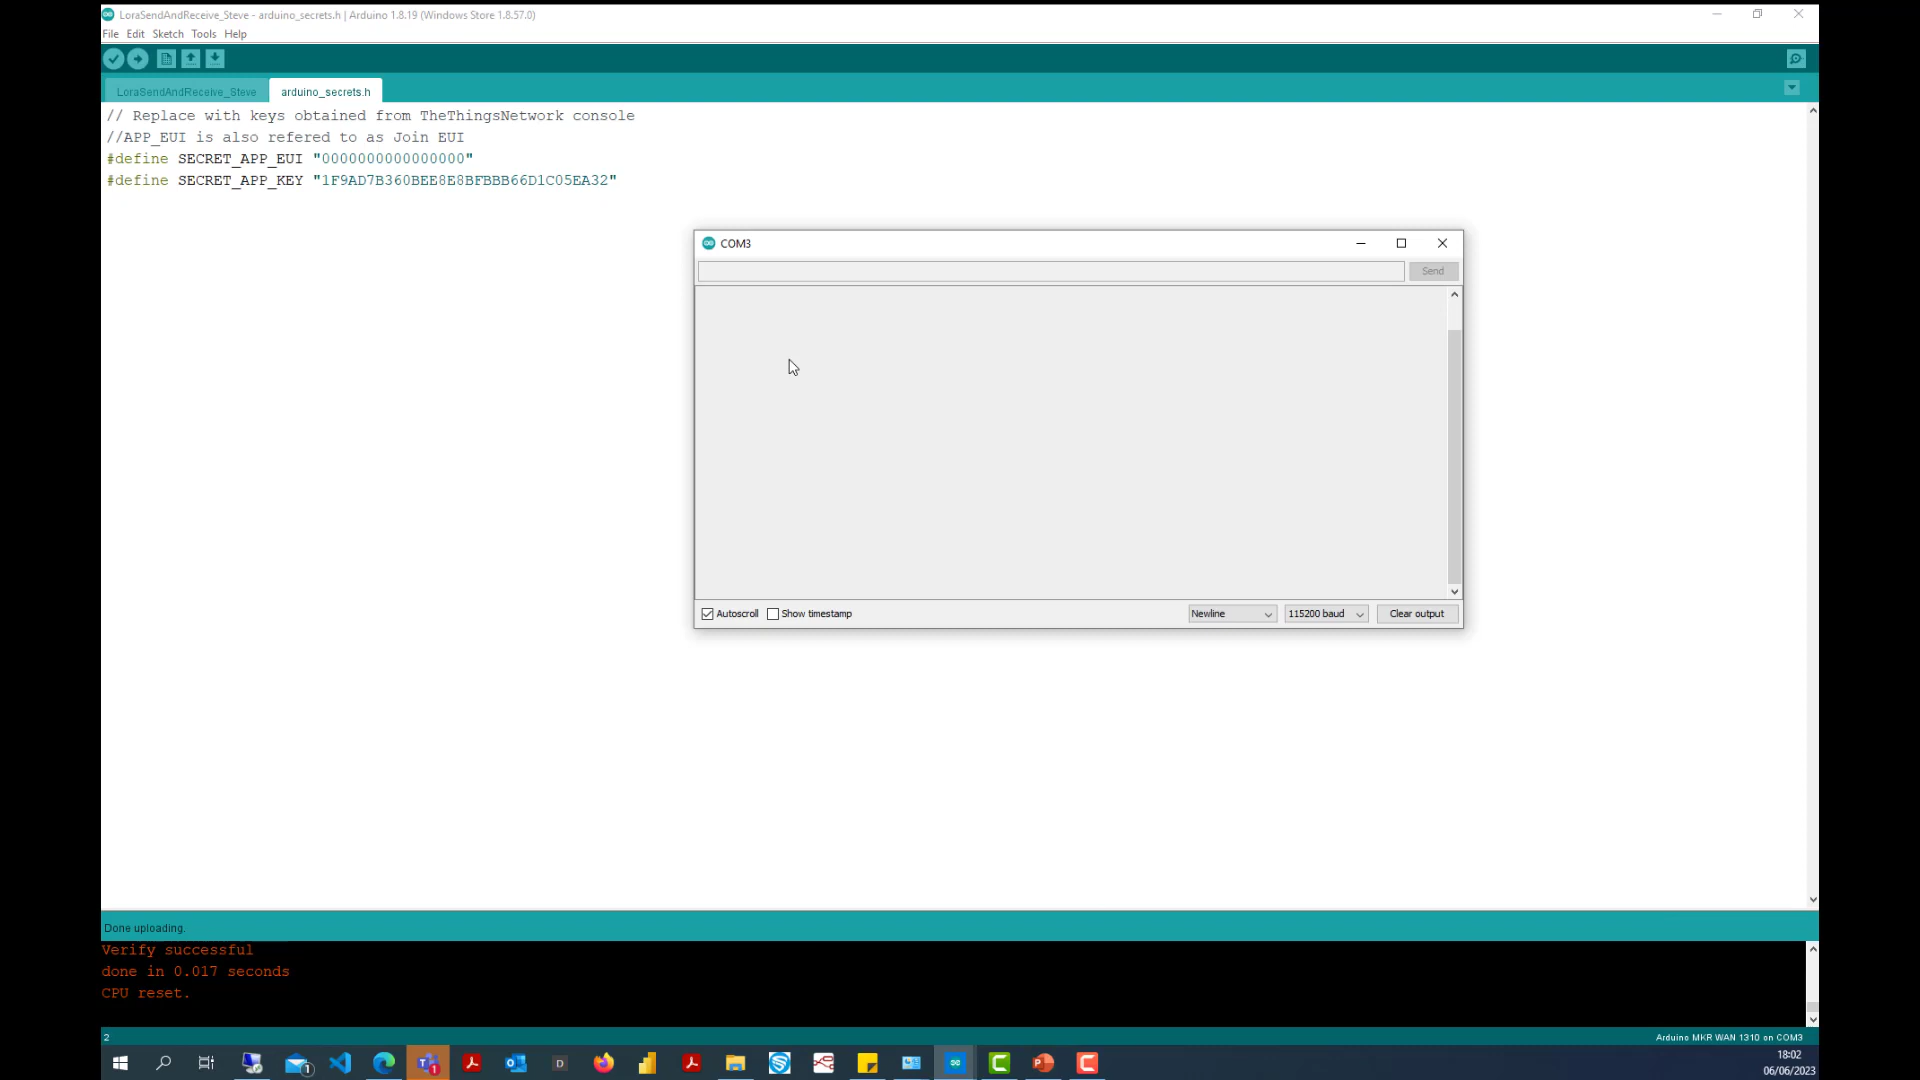 LoraSendAndReceive_Steve - arduino_secrets.h | Arduino 1.8.19 (Windows Store 1.8.57.0)
File Edit Sketch Tools Help
LoraSendAndReceive_Steve arduino_secrets.h
// Replace with keys obtained from TheThingsNetwork console
//APP_EUI is also refered to as Join EUI
#define SECRET_APP_EUI "0000000000000000"
#define SECRET_APP_KEY "1F9AD7B360BEE8E8BFBBB66D1C05EA32"
COM3
Send
Autoscroll Show timestamp Newline 115200 baud Clear output
Done uploading.
Verify successful
done in 0.017 seconds
CPU reset.
2 Arduino MKR WAN 1310 on COM3
18:02
06/06/2023